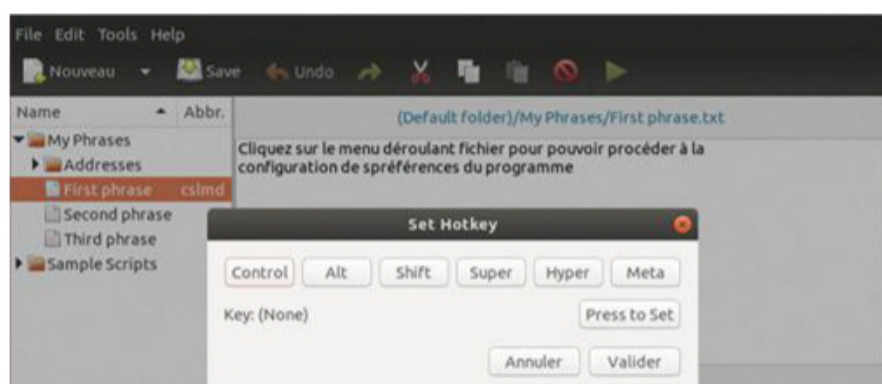 File Edit Tools Help
Nouveau Save Undo
Name Abbr.
(Default folder)/My Phrases/First phrase.txt
My Phrases
Addresses
First phrase cslmd
Second phrase
Third phrase
Sample Scripts
Cliquez sur le menu déroulant fichier pour pouvoir procéder à la
configuration de spréférences du programme
Set Hotkey
Control Alt Shift Super Hyper Meta
Key: (None) Press to Set
Annuler Valider